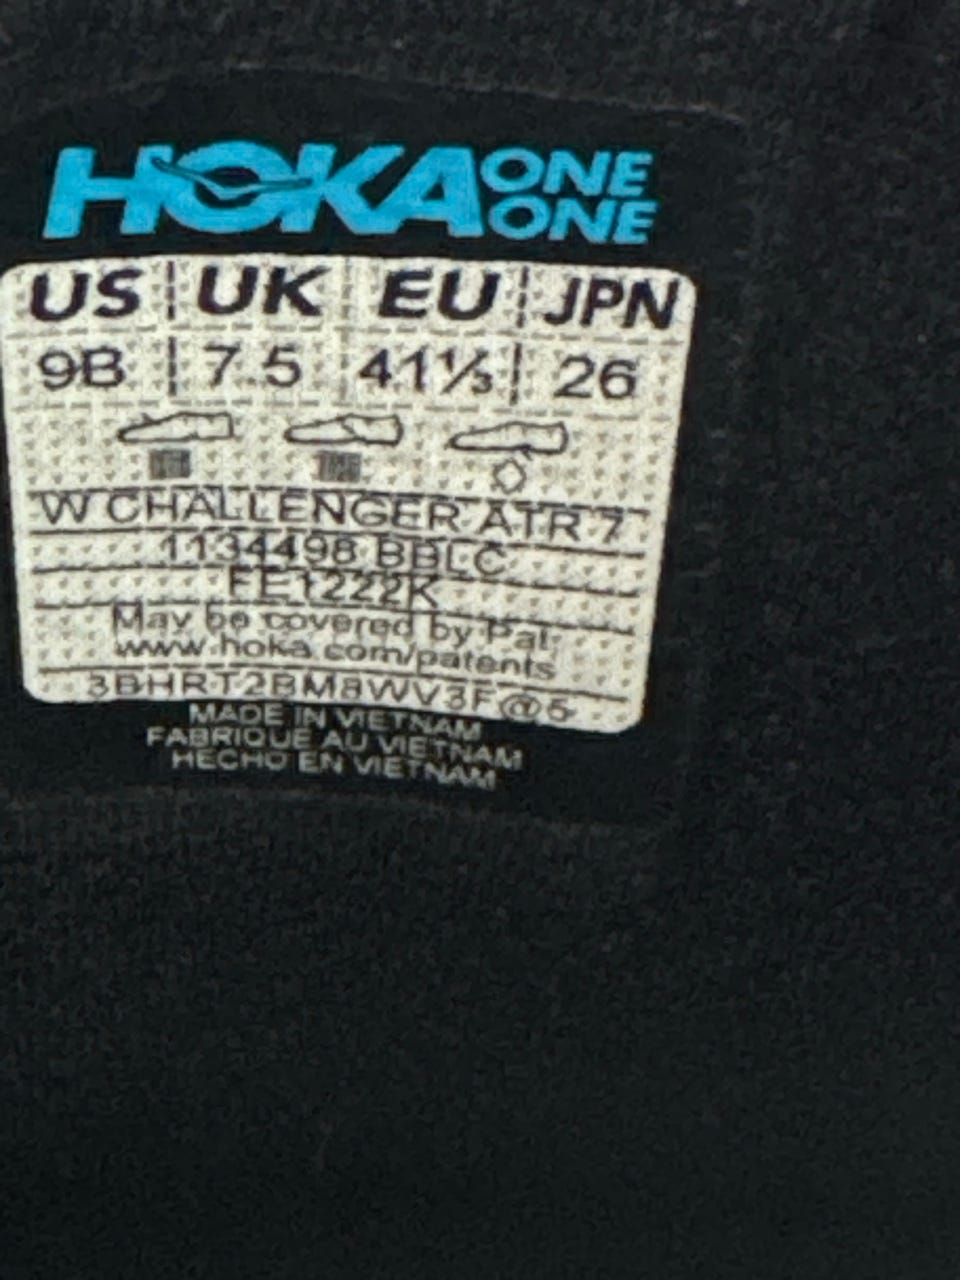 HOKA ONE ONE
US UK EU JPN
9B 7.5 41⅓ 26
W CHALLENGER ATR 7
1134498 BBLC
FE1222K
May be covered by Pat:
www.hoka.com/patents
3BHRT2BM8WV3F@5
MADE IN VIETNAM
FABRIQUÉ AU VIETNAM
HECHO EN VIETNAM